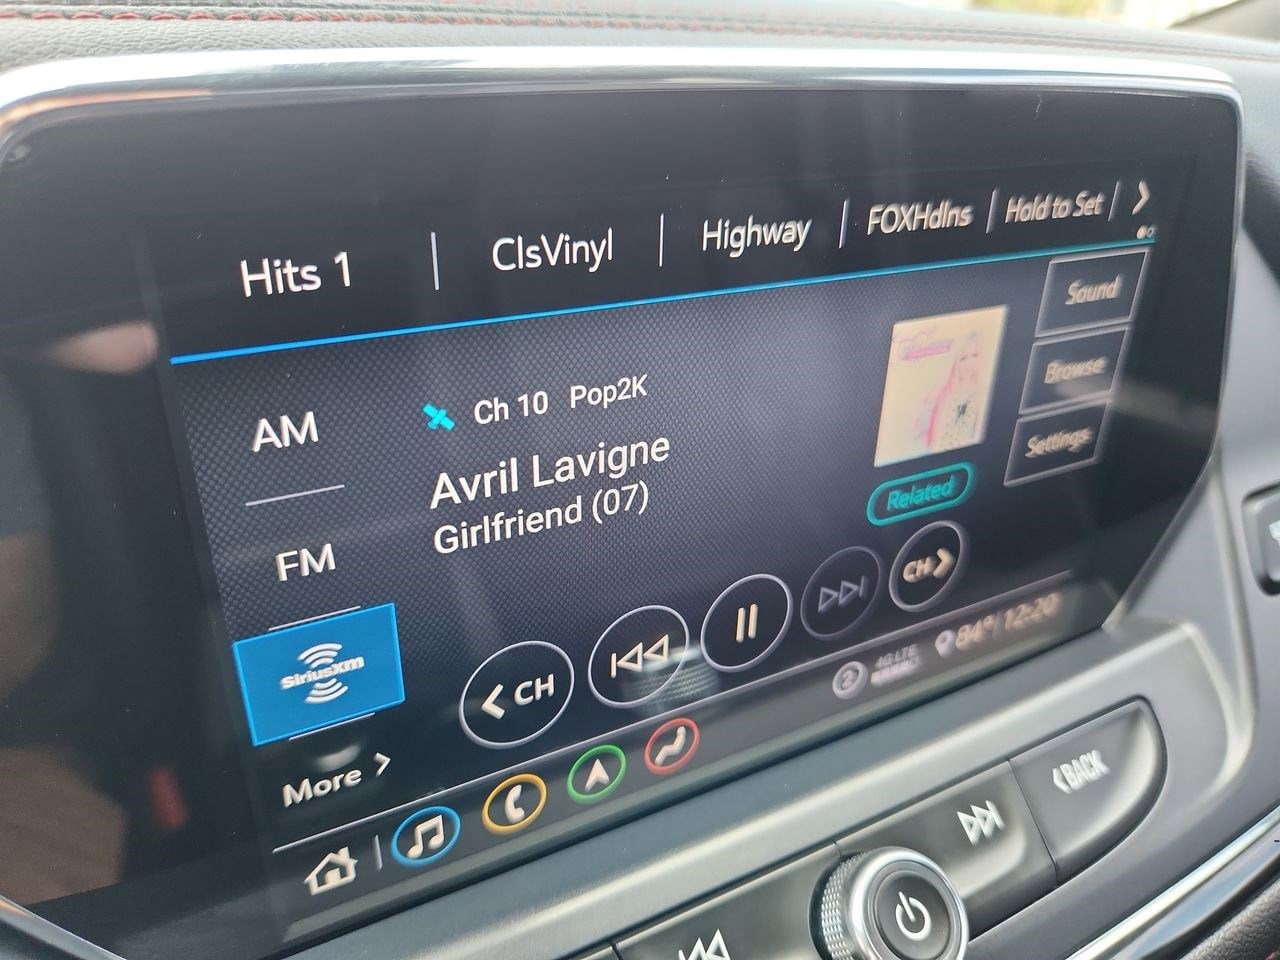 Hits 1
ClsVinyl
Highway
FOXHdlns
Hold to Set
Sound
Browse
Settings
AM
FM
SiriusXM
More
Ch 10 Pop2K
Avril Lavigne
Girlfriend (07)
Related
CH
CH
2
4G LTE
84° 12:20
BACK